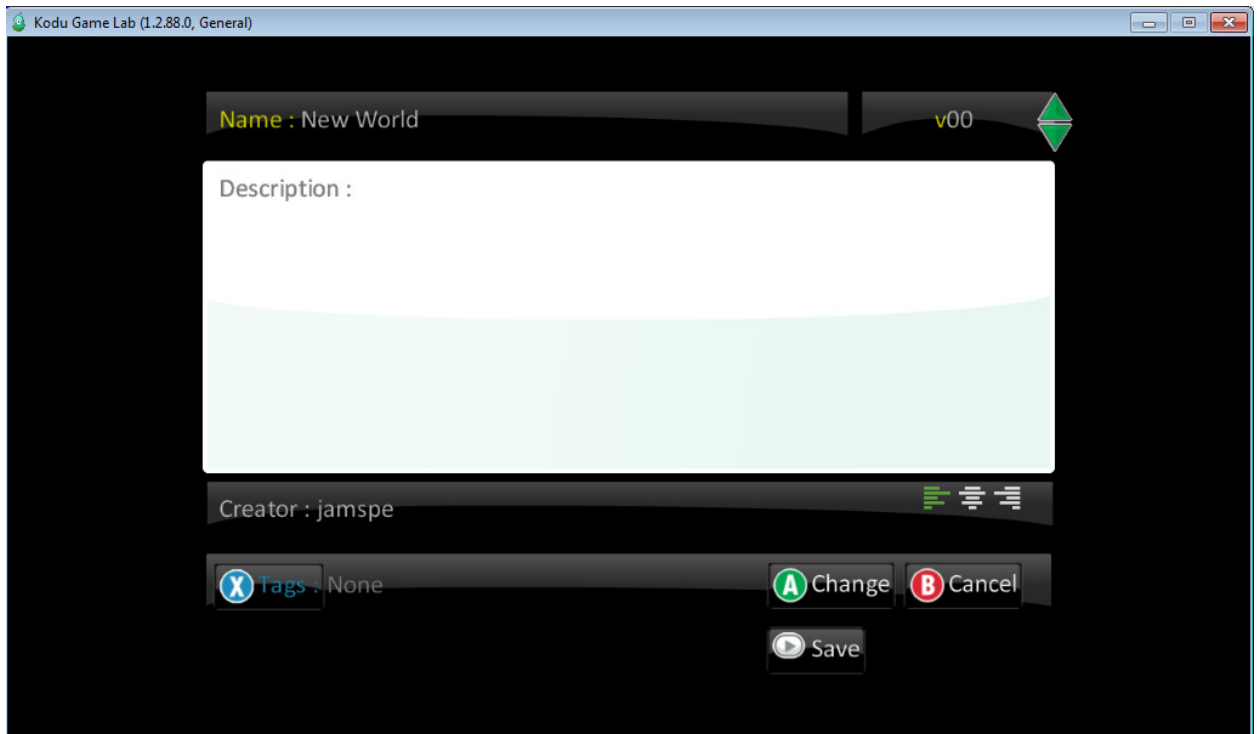 Kodu Game Lab (1.2.88.0, General)
Name : New World
v00
Description :
Creator : jamspe
X Tags : None
A Change
B Cancel
Save